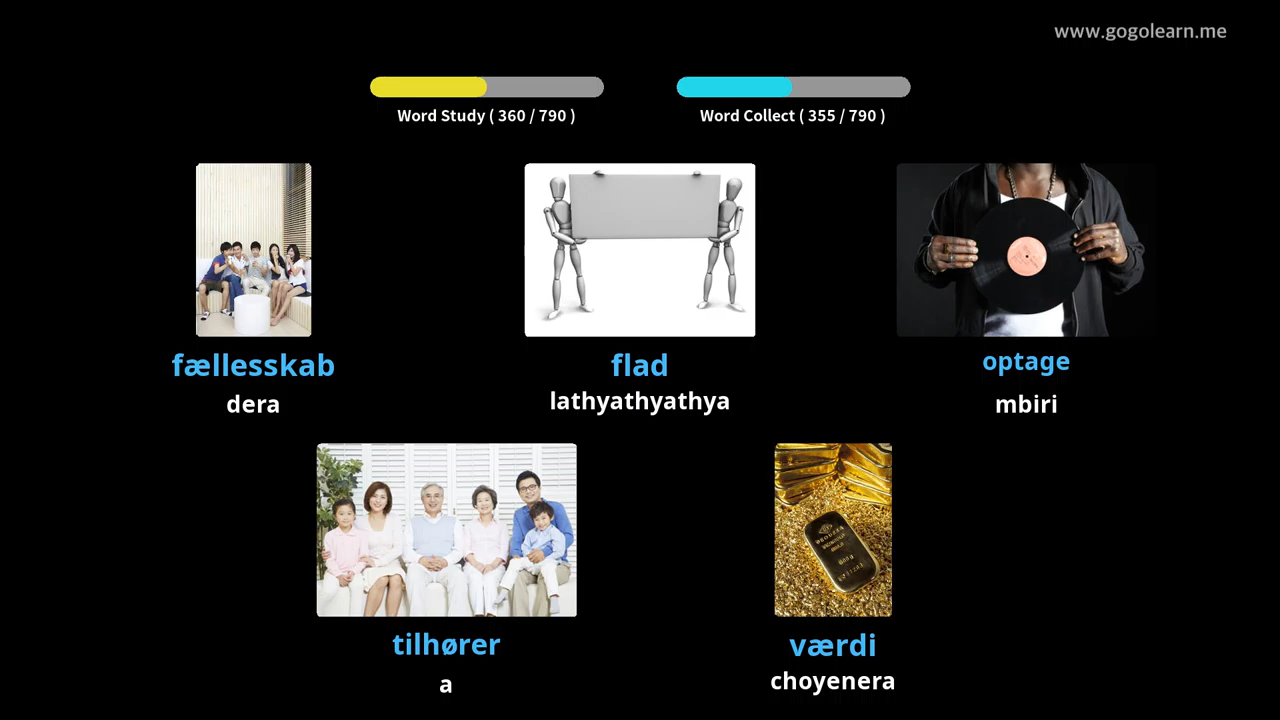 www.gogolearn.me
Word Study ( 360 / 790 )
Word Collect ( 355 / 790 )
fællesskab
dera
flad
lathyathyathya
optage
mbiri
tilhører
a
værdi
choyenera